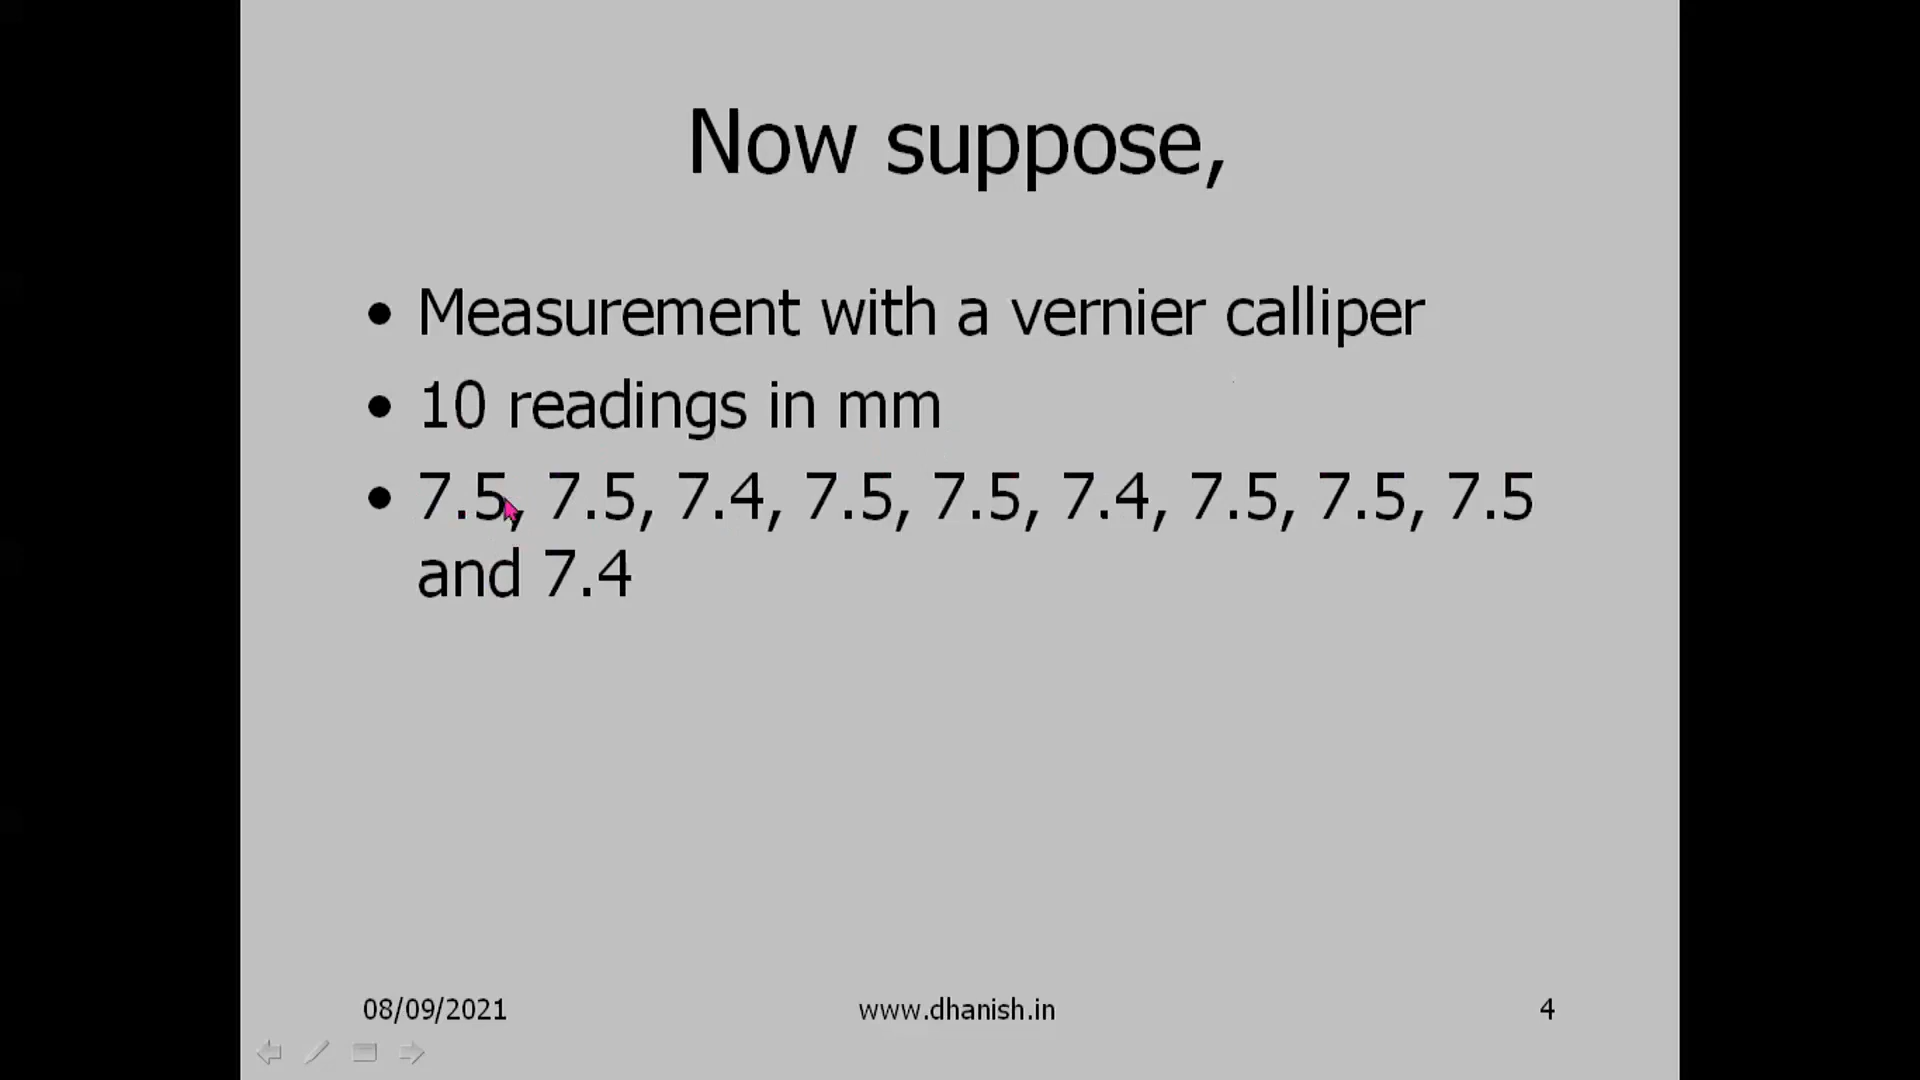 Now suppose,
• Measurement with a vernier calliper
• 10 readings in mm
• 7.5, 7.5, 7.4, 7.5, 7.5, 7.4, 7.5, 7.5, 7.5
and 7.4
08/09/2021 www.dhanish.in 4